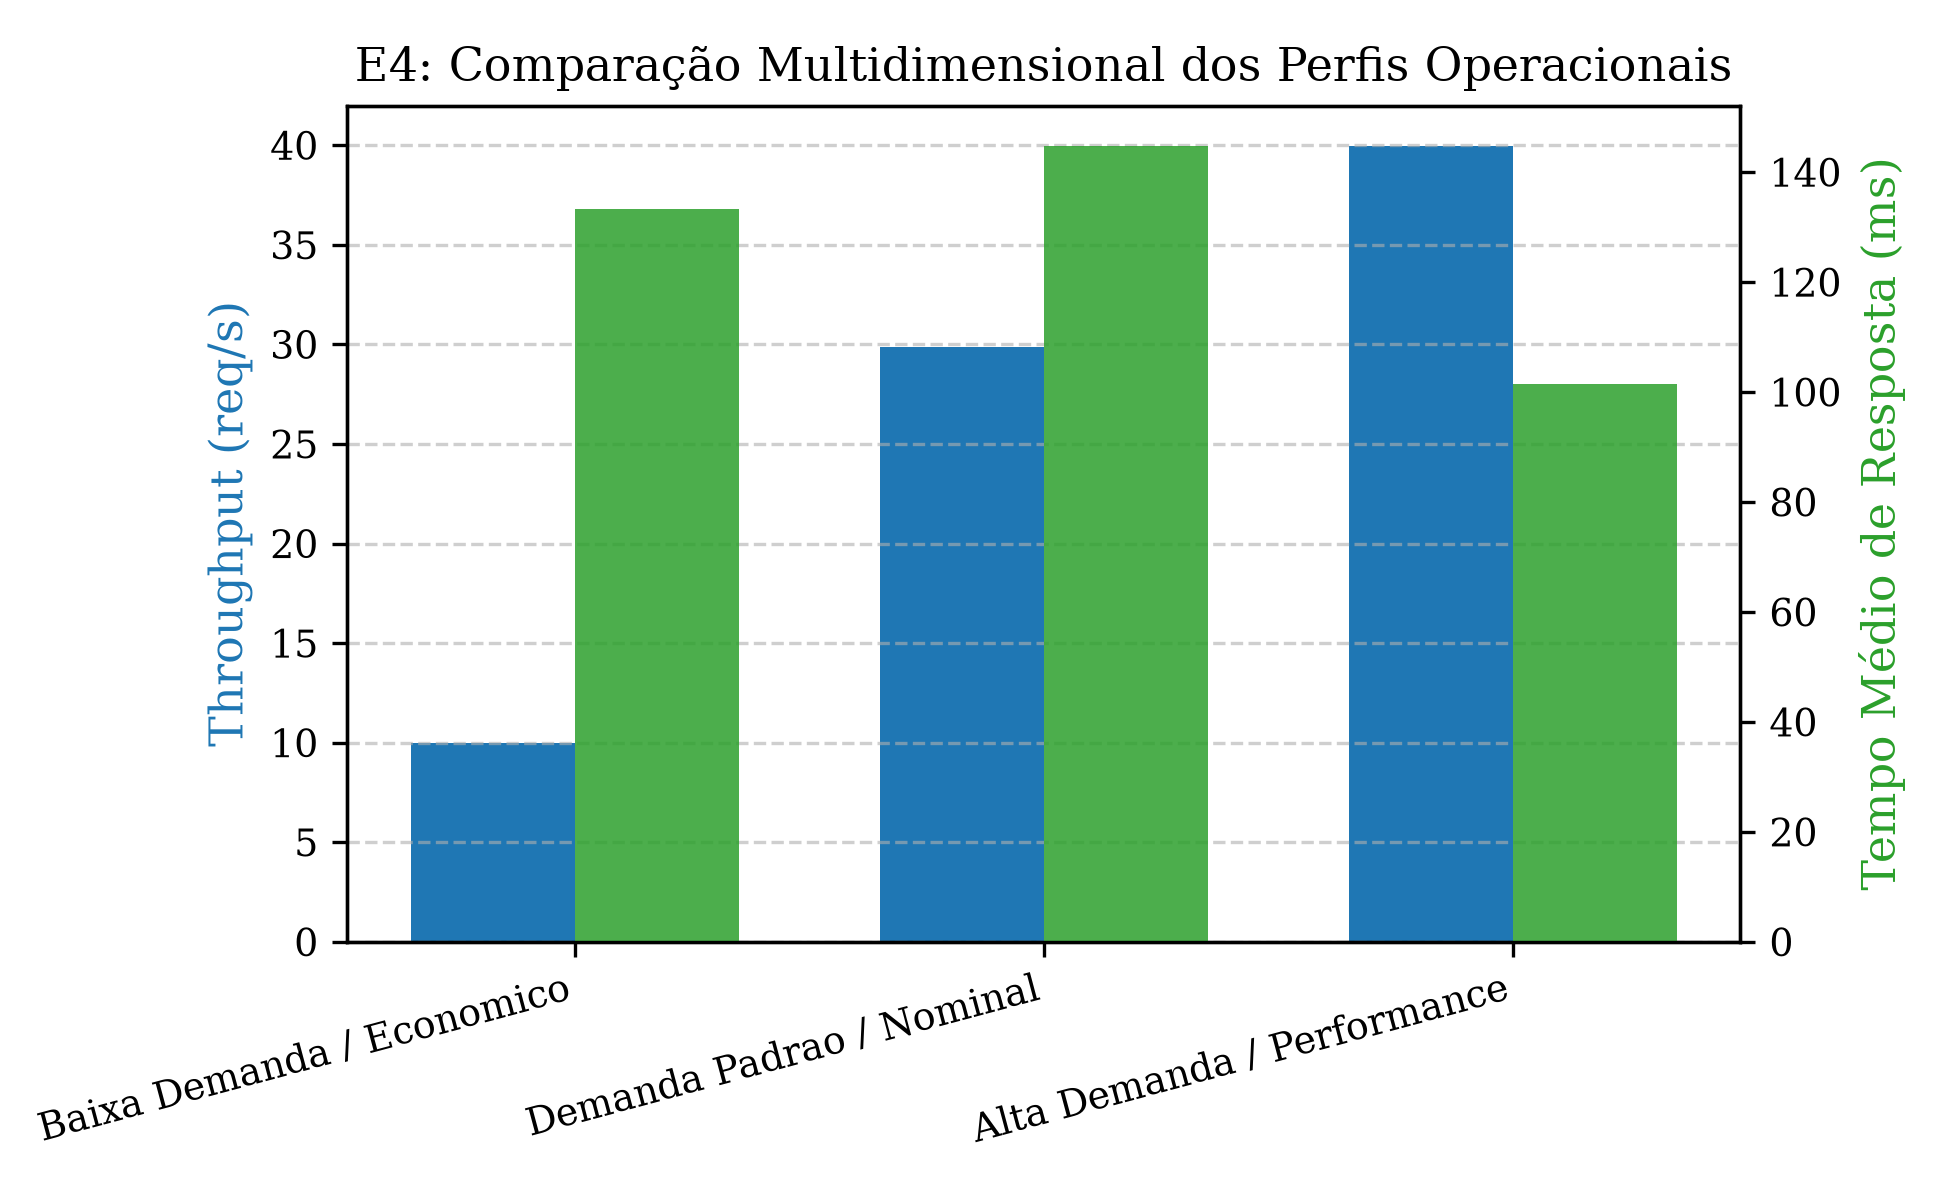 E4: Comparação Multidimensional dos Perfis Operacionais
Throughput (req/s)
40
35
30
25
20
15
10
5
0
140
120
100
80
60
40
20
0
Tempo Médio de Resposta (ms)
Baixa Demanda / Economico
Demanda Padrao / Nominal
Alta Demanda / Performance